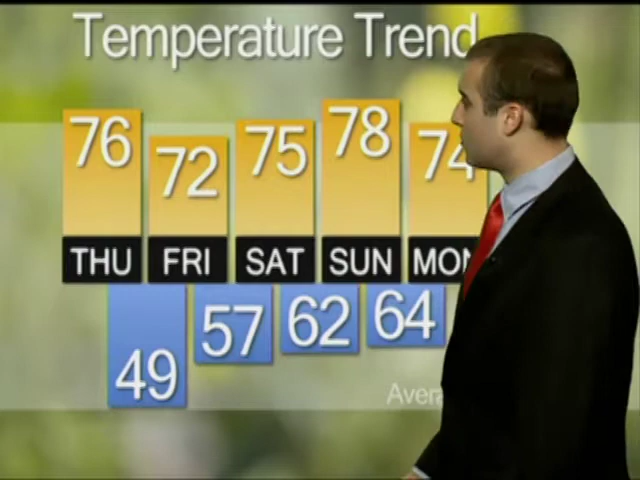 Temperature Trend
76 72 75 78 74
THU FRI SAT SUN MON
49 57 62 64